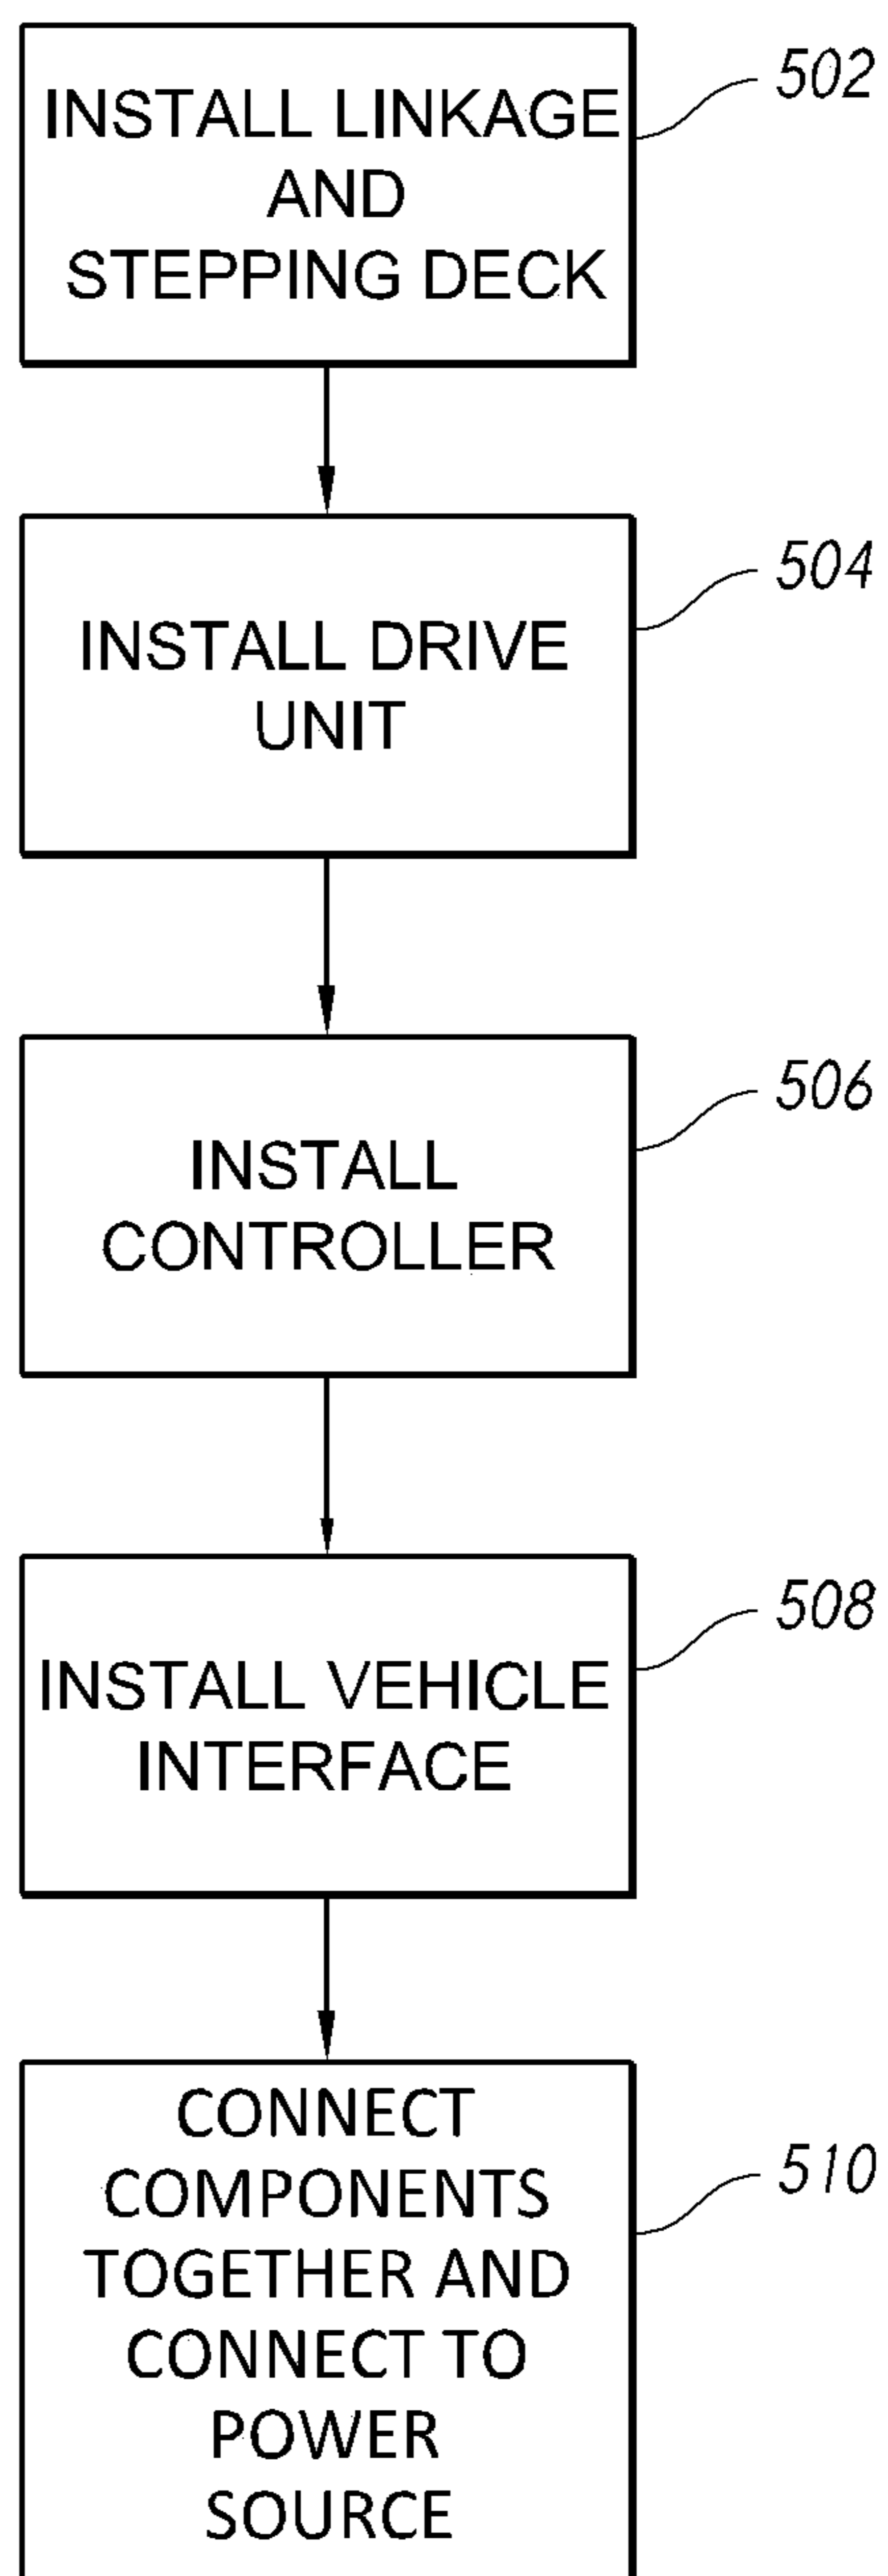 INSTALL LINKAGE
AND
STEPPING DECK
502
INSTALL DRIVE
UNIT
504
INSTALL
CONTROLLER
506
INSTALL VEHICLE
INTERFACE
508
CONNECT
COMPONENTS
TOGETHER AND
CONNECT TO
POWER
SOURCE
510